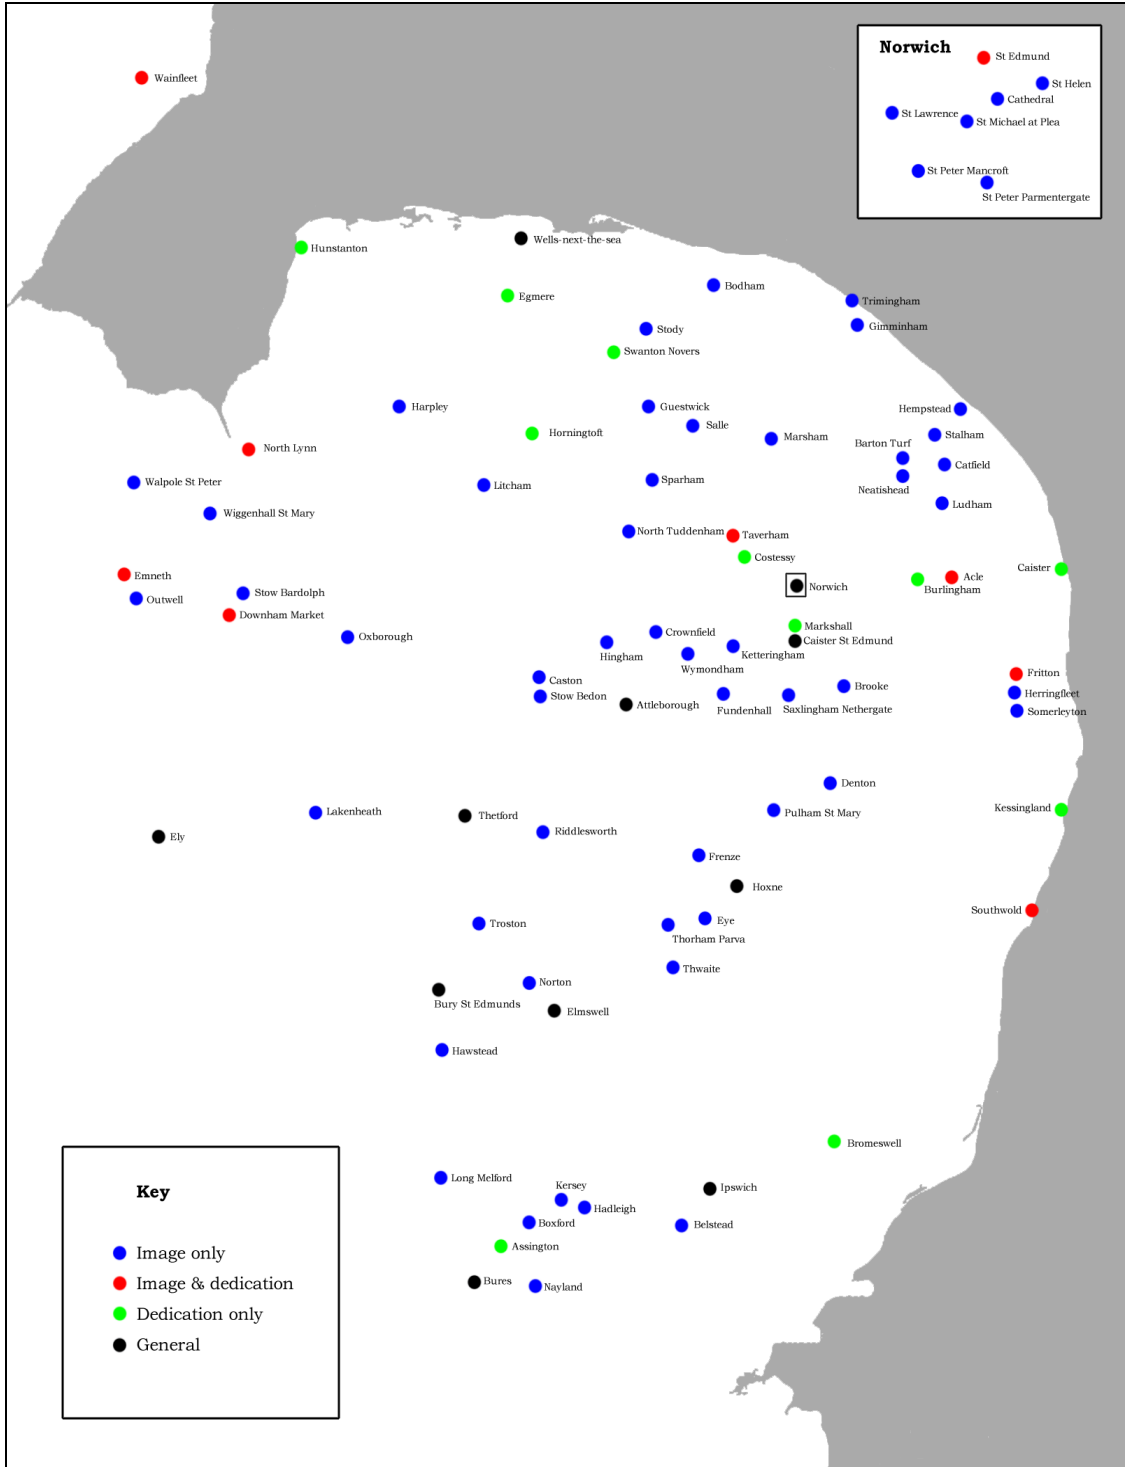 Norwich
St Edmund
St Helen
Cathedral
St Lawrence
St Michael at Plea
St Peter Mancroft
St Peter Parmentergate
Wainfleet
Wells-next-the-sea
Hunstanton
Bodham
Egmere
Trimingham
Gimminham
Stody
Swanton Novers
Harpley
Guestwick
Hempstead
Salle
Horningtoft
Marsham
Stalham
Barton Turf
North Lynn
Catfield
Walpole St Peter
Sparham
Litcham
Neatishead
Ludham
Wiggenhall St Mary
North Tuddenham
Taverham
Costessy
Caister
Emneth
Acle
Norwich
Burlingham
Stow Bardolph
Outwell
Downham Market
Markshall
Crownfield
Oxborough
Caister St Edmund
Hingham
Ketteringham
Wymondham
Fritton
Caston
Brooke
Herringfleet
Stow Bedon
Attleborough
Fundenhall
Saxlingham Nethergate
Somerleyton
Denton
Kessingland
Lakenheath
Pulham St Mary
Thetford
Riddlesworth
Ely
Frenze
Hoxne
Southwold
Troston
Eye
Thorham Parva
Thwaite
Norton
Bury St Edmunds
Elmswell
Hawstead
Bromeswell
Long Melford
Kersey
Ipswich
Hadleigh
Boxford
Belstead
Assington
Bures
Nayland
Key
Image only
Image & dedication
Dedication only
General